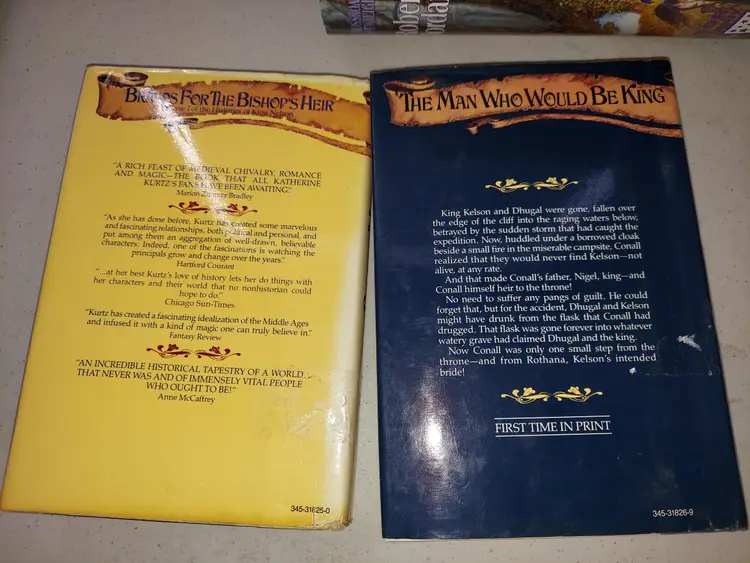 Robert
Jordan
BRAVOS FOR THE BISHOP'S HEIR
Volume I of the Histories of King Kelson
"A RICH FEAST OF MEDIEVAL CHIVALRY, ROMANCE
AND MAGIC—THE BOOK THAT ALL KATHERINE
KURTZ'S FANS HAVE BEEN AWAITING."
Marion Zimmer Bradley
"As she has done before, Kurtz has created some marvelous
and fascinating relationships, both political and personal, and
put among them an aggregation of well-drawn, believable
characters. Indeed, one of the fascinations is watching the
principals grow and change over the years."
Hartford Courant
"...at her best Kurtz's love of history lets her do things with
her characters and their world that no nonhistorian could
hope to do."
Chicago Sun-Times
"Kurtz has created a fascinating idealization of the Middle Ages
and infused it with a kind of magic one can truly believe in."
Fantasy Review
"AN INCREDIBLE HISTORICAL TAPESTRY OF A WORLD
THAT NEVER WAS AND OF IMMENSELY VITAL PEOPLE
WHO OUGHT TO BE!"
Anne McCaffrey
345-31825-0
THE MAN WHO WOULD BE KING
King Kelson and Dhugal were gone, fallen over
the edge of the cliff into the raging waters below,
betrayed by the sudden storm that had caught the
expedition. Now, huddled under a borrowed cloak
beside a small fire in the miserable campsite, Conall
realized that they would never find Kelson—not
alive, at any rate.
And that made Conall's father, Nigel, king—and
Conall himself heir to the throne!
No need to suffer any pangs of guilt. He could
forget that, but for the accident, Dhugal and Kelson
might have drunk from the flask that Conall had
drugged. That flask was gone forever into whatever
watery grave had claimed Dhugal and the king.
Now Conall was only one small step from the
throne—and from Rothana, Kelson's intended
bride!
FIRST TIME IN PRINT
345-31826-9